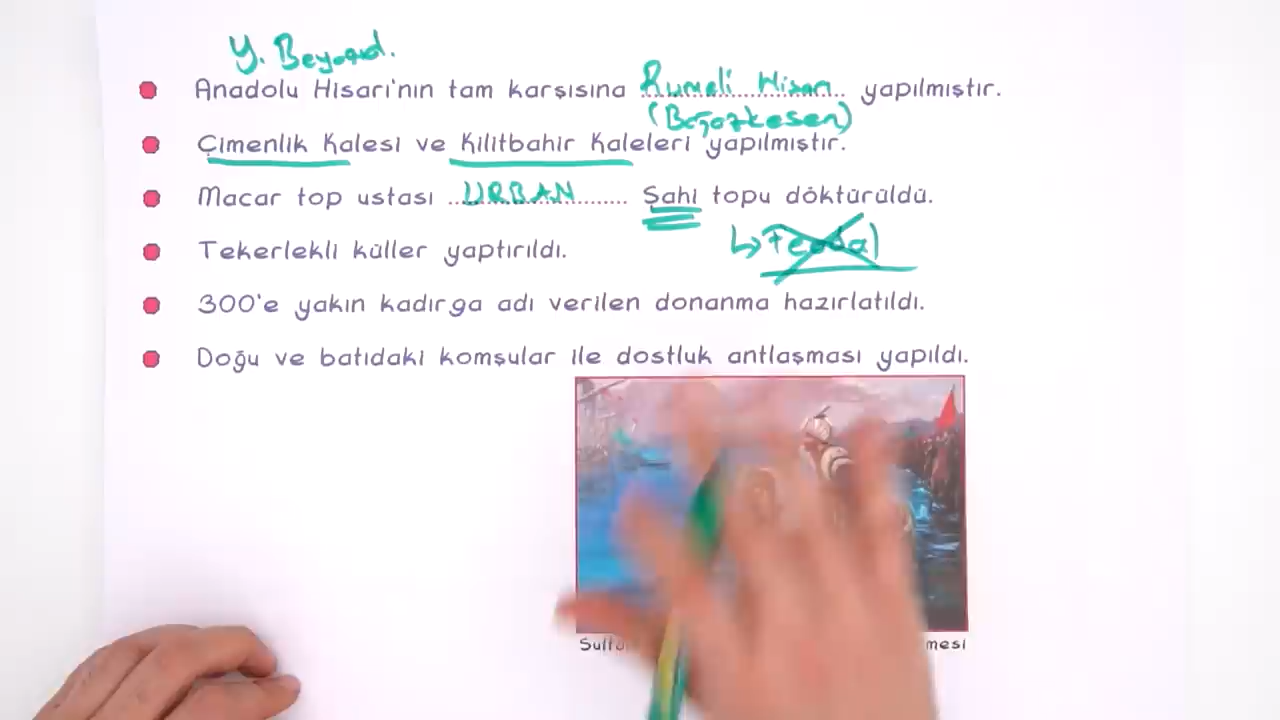 Y. Beyazıd.
Anadolu Hisarı'nın tam karşısına Rumeli Hisarı yapılmıştır.
(Boğazkesen)
Çimenlik Kalesi ve Kilitbahir Kaleleri yapılmıştır.
Macar top ustası URBAN Şahi topu döktürüldü.
↳ Feodal
Tekerlekli küller yaptırıldı.
300'e yakın kadırga adı verilen donanma hazırlatıldı.
Doğu ve batıdaki komşular ile dostluk antlaşması yapıldı.